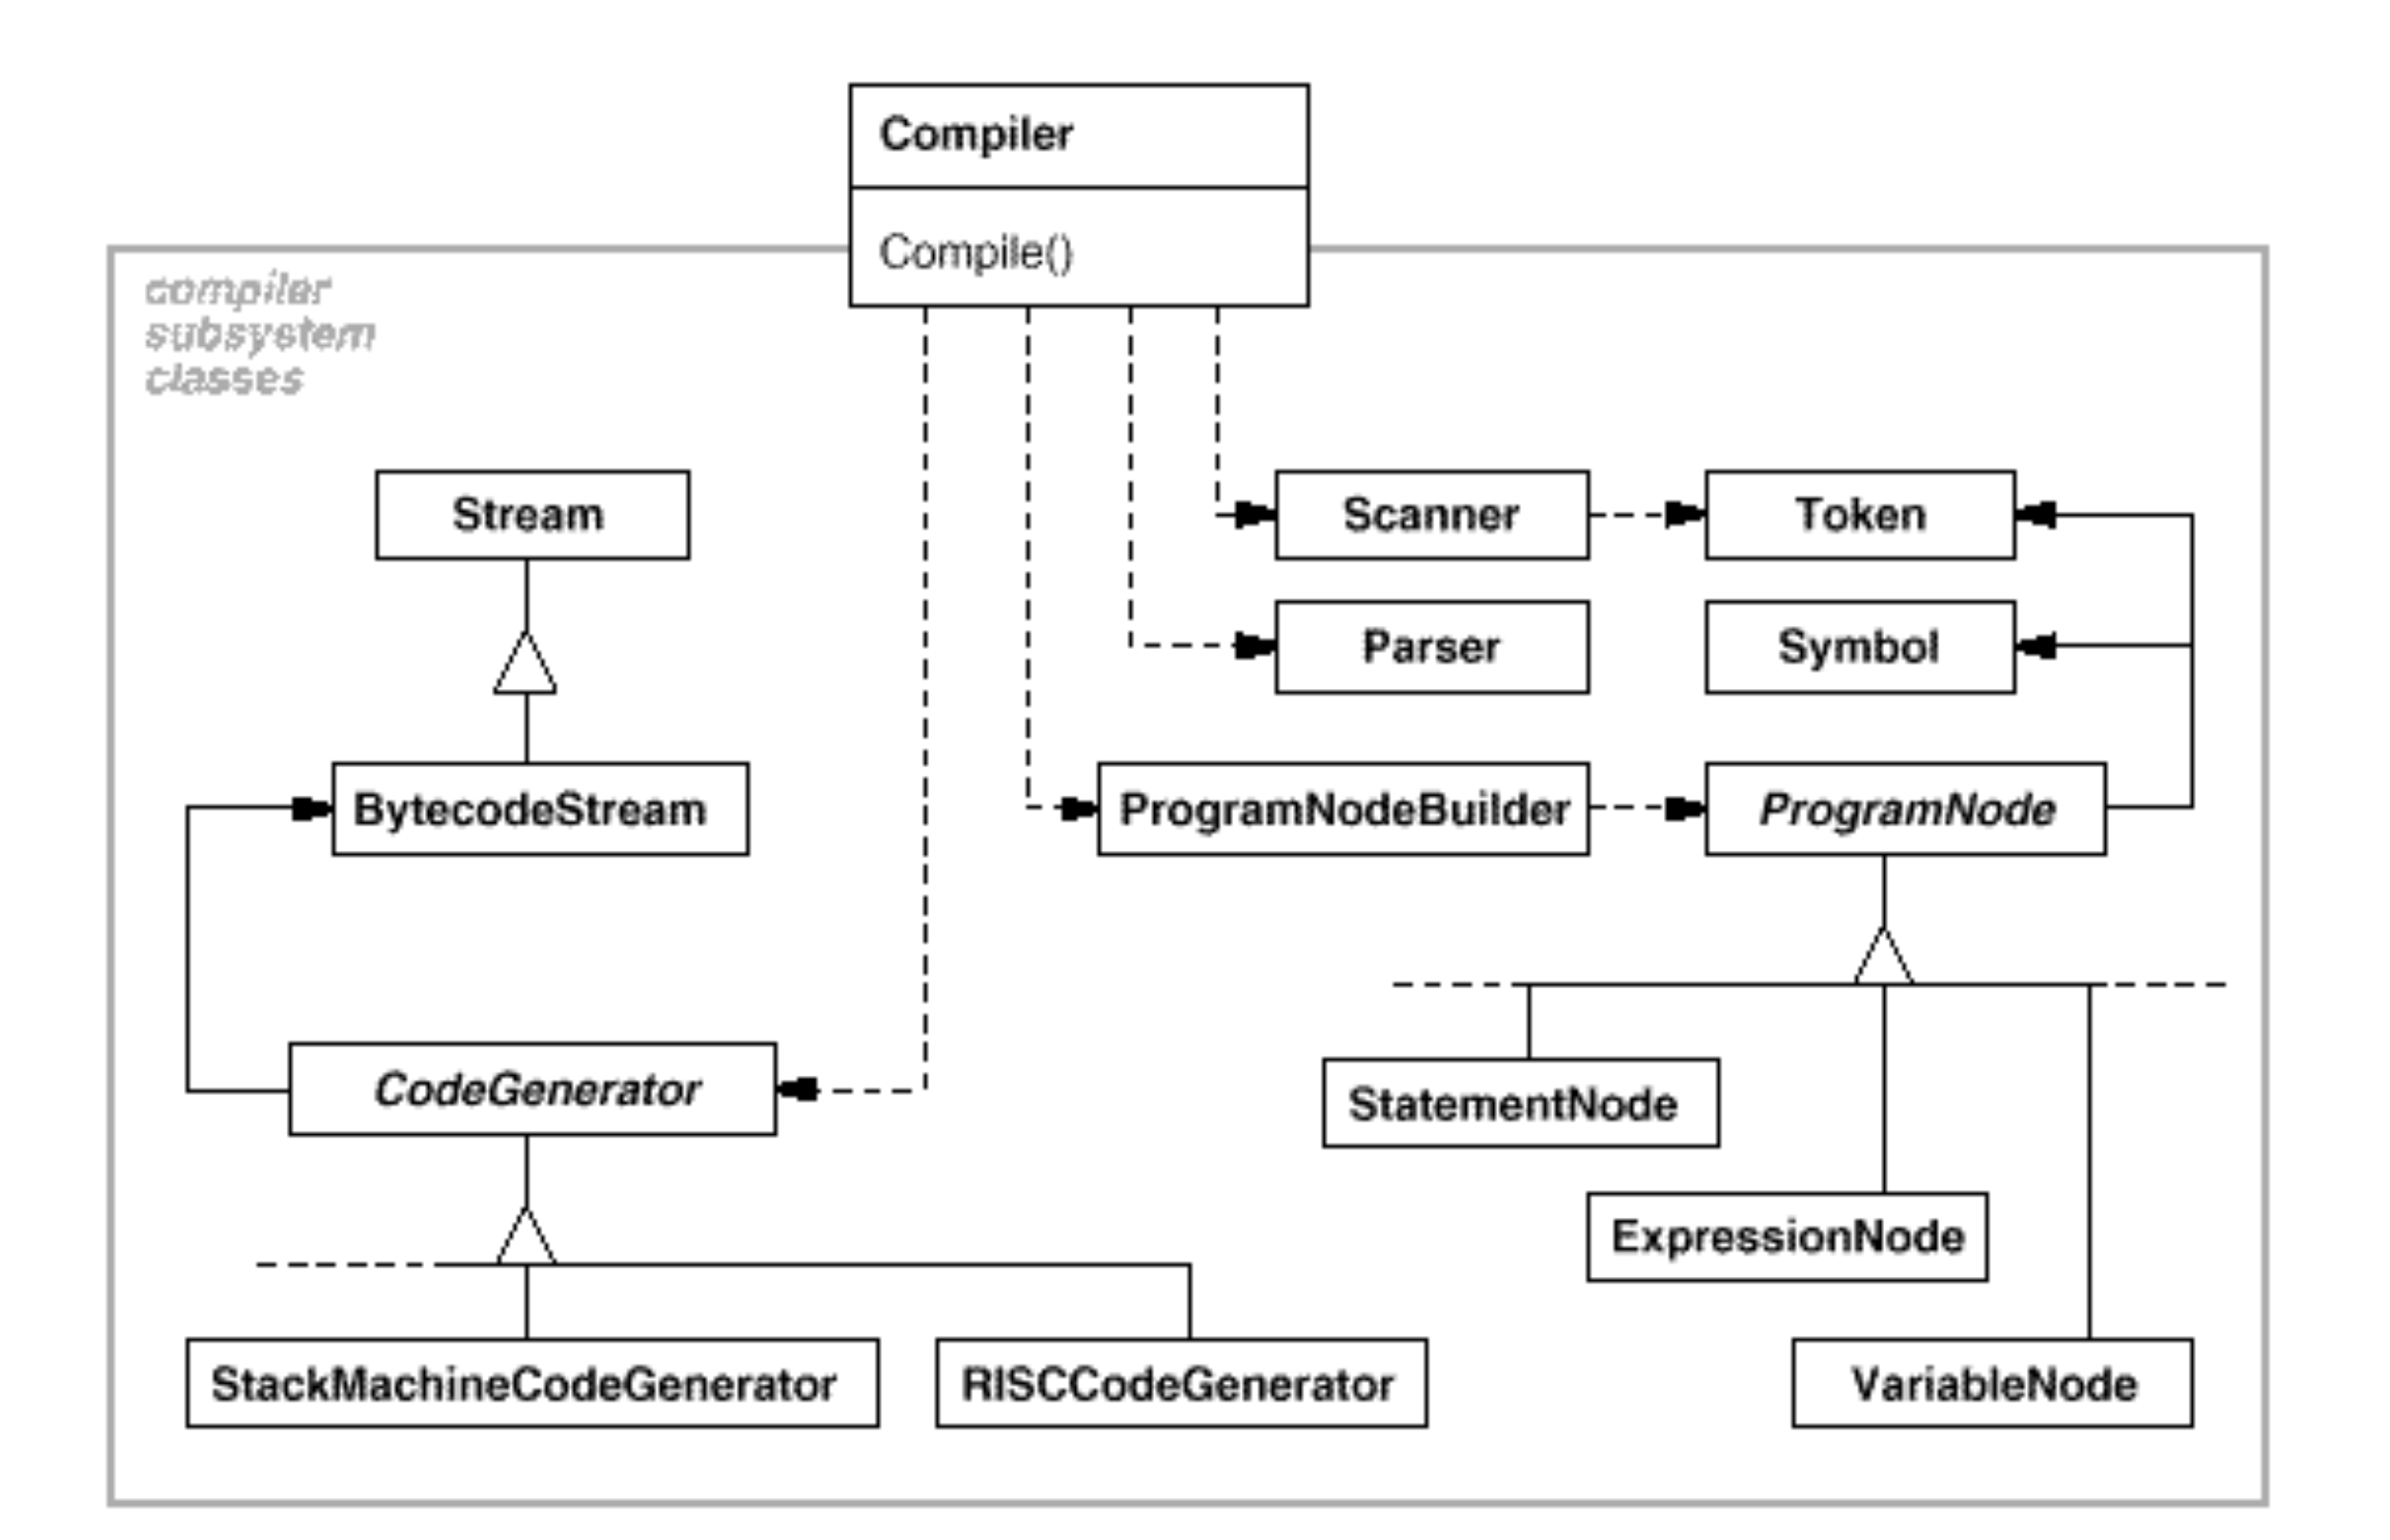 Compiler
Compile()
compiler
subsystem
classes
Stream
Scanner
Token
Parser
Symbol
BytecodeStream
ProgramNodeBuilder
ProgramNode
CodeGenerator
StatementNode
ExpressionNode
StackMachineCodeGenerator
RISCCodeGenerator
VariableNode